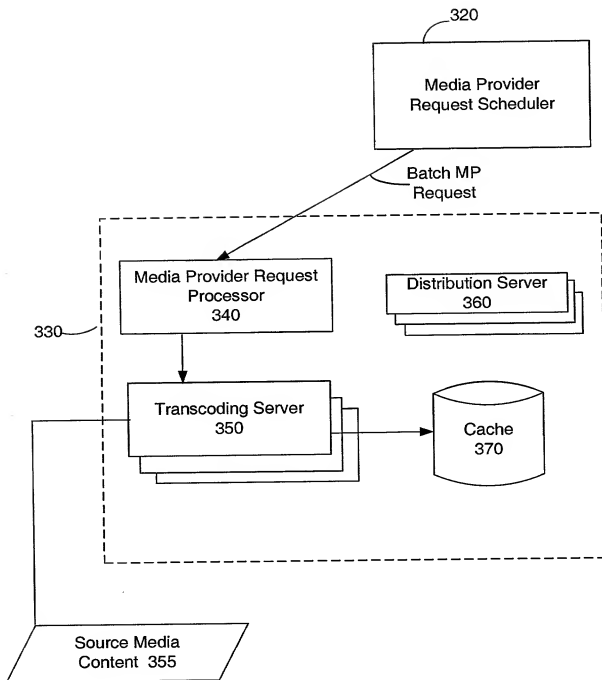 320
Media Provider
Request Scheduler
Batch MP
Request
Media Provider Request
Processor
340
Distribution Server
360
330
Transcoding Server
350
Cache
370
Source Media
Content 355